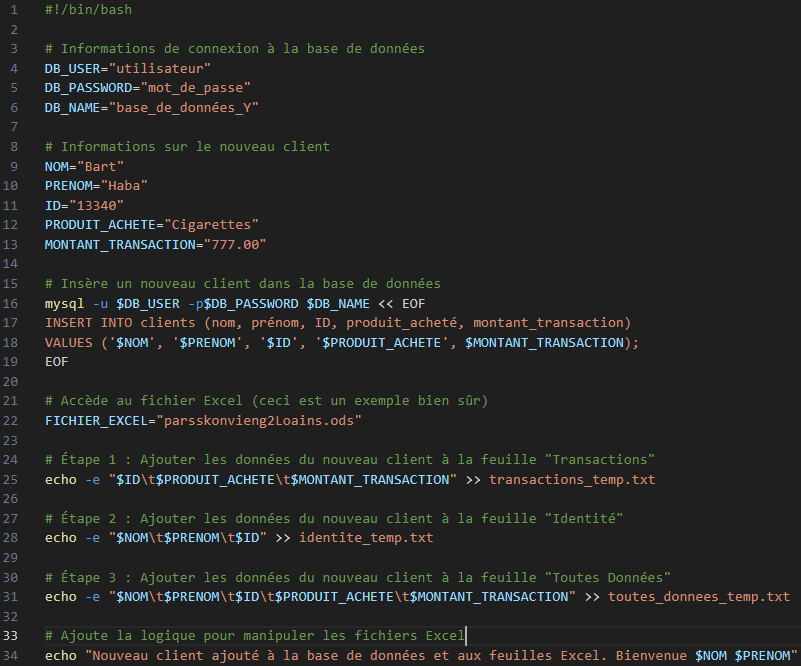 1 #!/bin/bash
2
3 # Informations de connexion à la base de données
4 DB_USER="utilisateur"
5 DB_PASSWORD="mot_de_passe"
6 DB_NAME="base_de_données_Y"
7
8 # Informations sur le nouveau client
9 NOM="Bart"
10 PRENOM="Haba"
11 ID="13340"
12 PRODUIT_ACHETE="Cigarettes"
13 MONTANT_TRANSACTION="777.00"
14
15 # Insère un nouveau client dans la base de données
16 mysql -u $DB_USER -p$DB_PASSWORD $DB_NAME << EOF
17 INSERT INTO clients (nom, prénom, ID, produit_acheté, montant_transaction)
18 VALUES ('$NOM', '$PRENOM', '$ID', '$PRODUIT_ACHETE', $MONTANT_TRANSACTION);
19 EOF
20
21 # Accède au fichier Excel (ceci est un exemple bien sûr)
22 FICHIER_EXCEL="parsskonvieng2Loains.ods"
23
24 # Étape 1 : Ajouter les données du nouveau client à la feuille "Transactions"
25 echo -e "$ID\t$PRODUIT_ACHETE\t$MONTANT_TRANSACTION" >> transactions_temp.txt
26
27 # Étape 2 : Ajouter les données du nouveau client à la feuille "Identité"
28 echo -e "$NOM\t$PRENOM\t$ID" >> identite_temp.txt
29
30 # Étape 3 : Ajouter les données du nouveau client à la feuille "Toutes Données"
31 echo -e "$NOM\t$PRENOM\t$ID\t$PRODUIT_ACHETE\t$MONTANT_TRANSACTION" >> toutes_donnees_temp.txt
32
33 # Ajoute la logique pour manipuler les fichiers Excel
34 echo "Nouveau client ajouté à la base de données et aux feuilles Excel. Bienvenue $NOM $PRENOM"